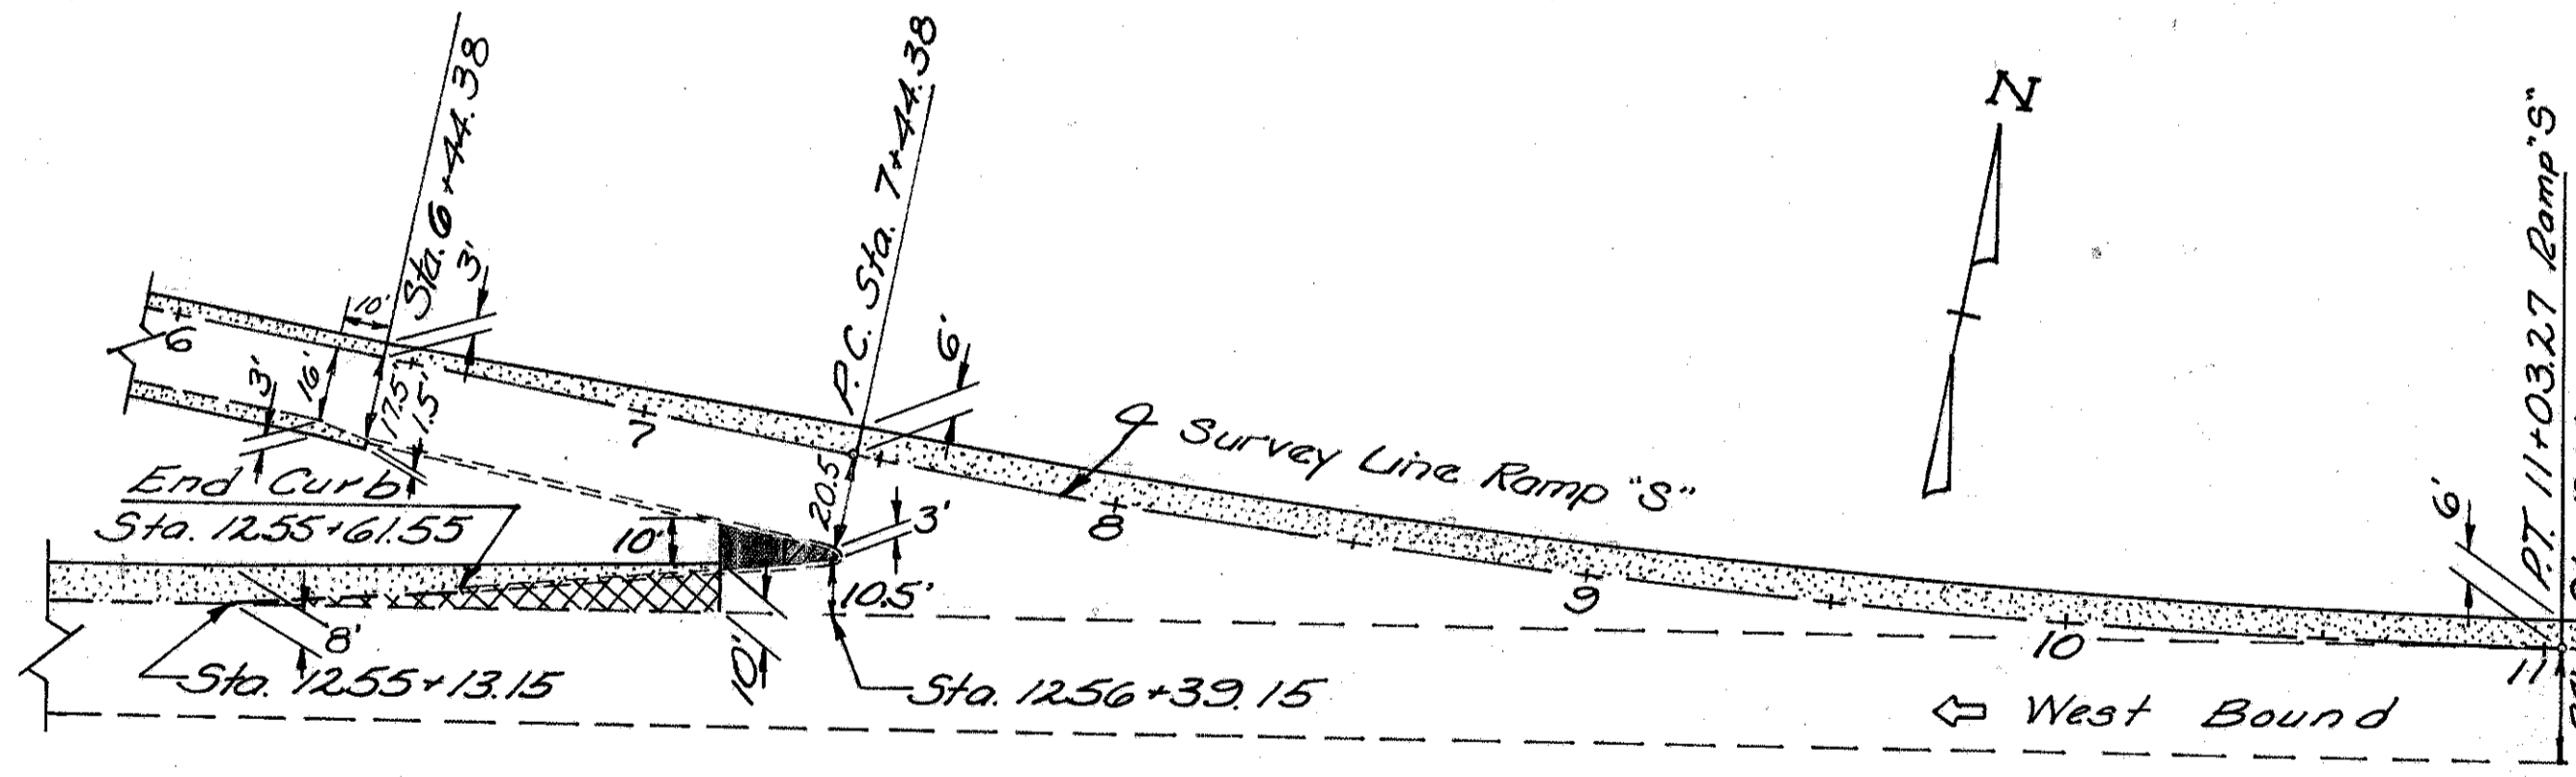 Sta. 6+44.38
P.C. Sta. 7+44.38
N
P.T. 11+03.27 Ramp "S"
10'
3'
6'
6
3'
16'
17.5'
1.5'
7
℄ Survey Line Ramp "S"
6'
End Curb
Sta. 1255+61.55
10'
20.5'
3'
8
9
10
11
10.5'
8'
10'
Sta. 1255+13.15
Sta. 1256+39.15
West Bound